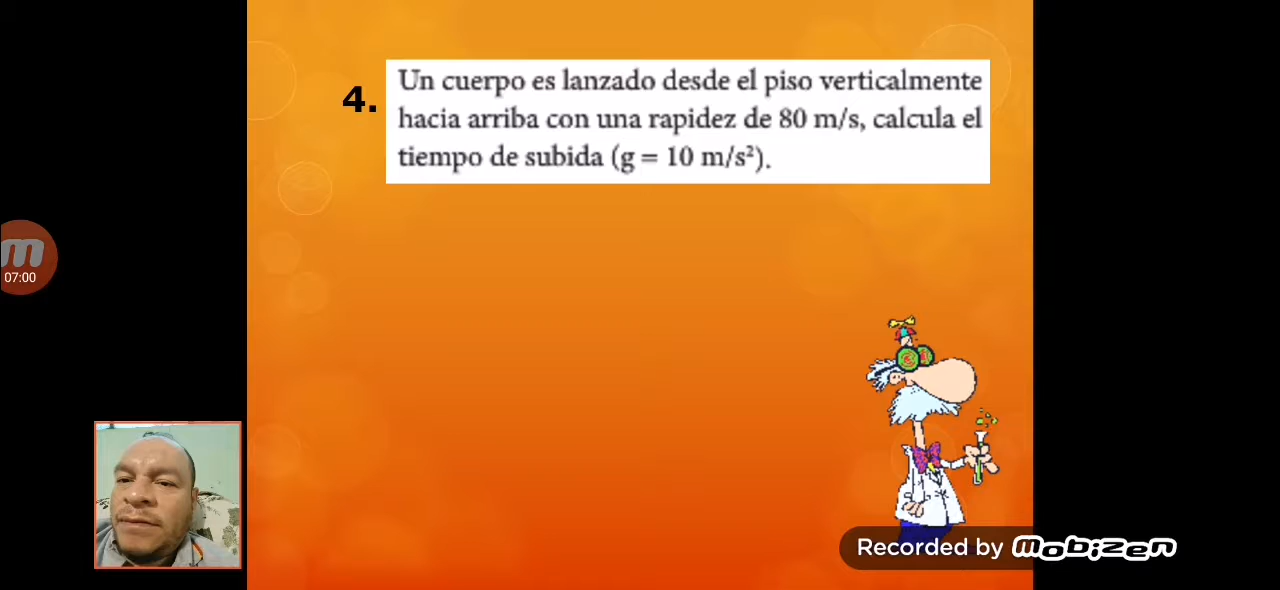 4.
Un cuerpo es lanzado desde el piso verticalmente
hacia arriba con una rapidez de 80 m/s, calcula el
tiempo de subida (g = 10 m/s²).
m
07:00
Recorded by mobizen